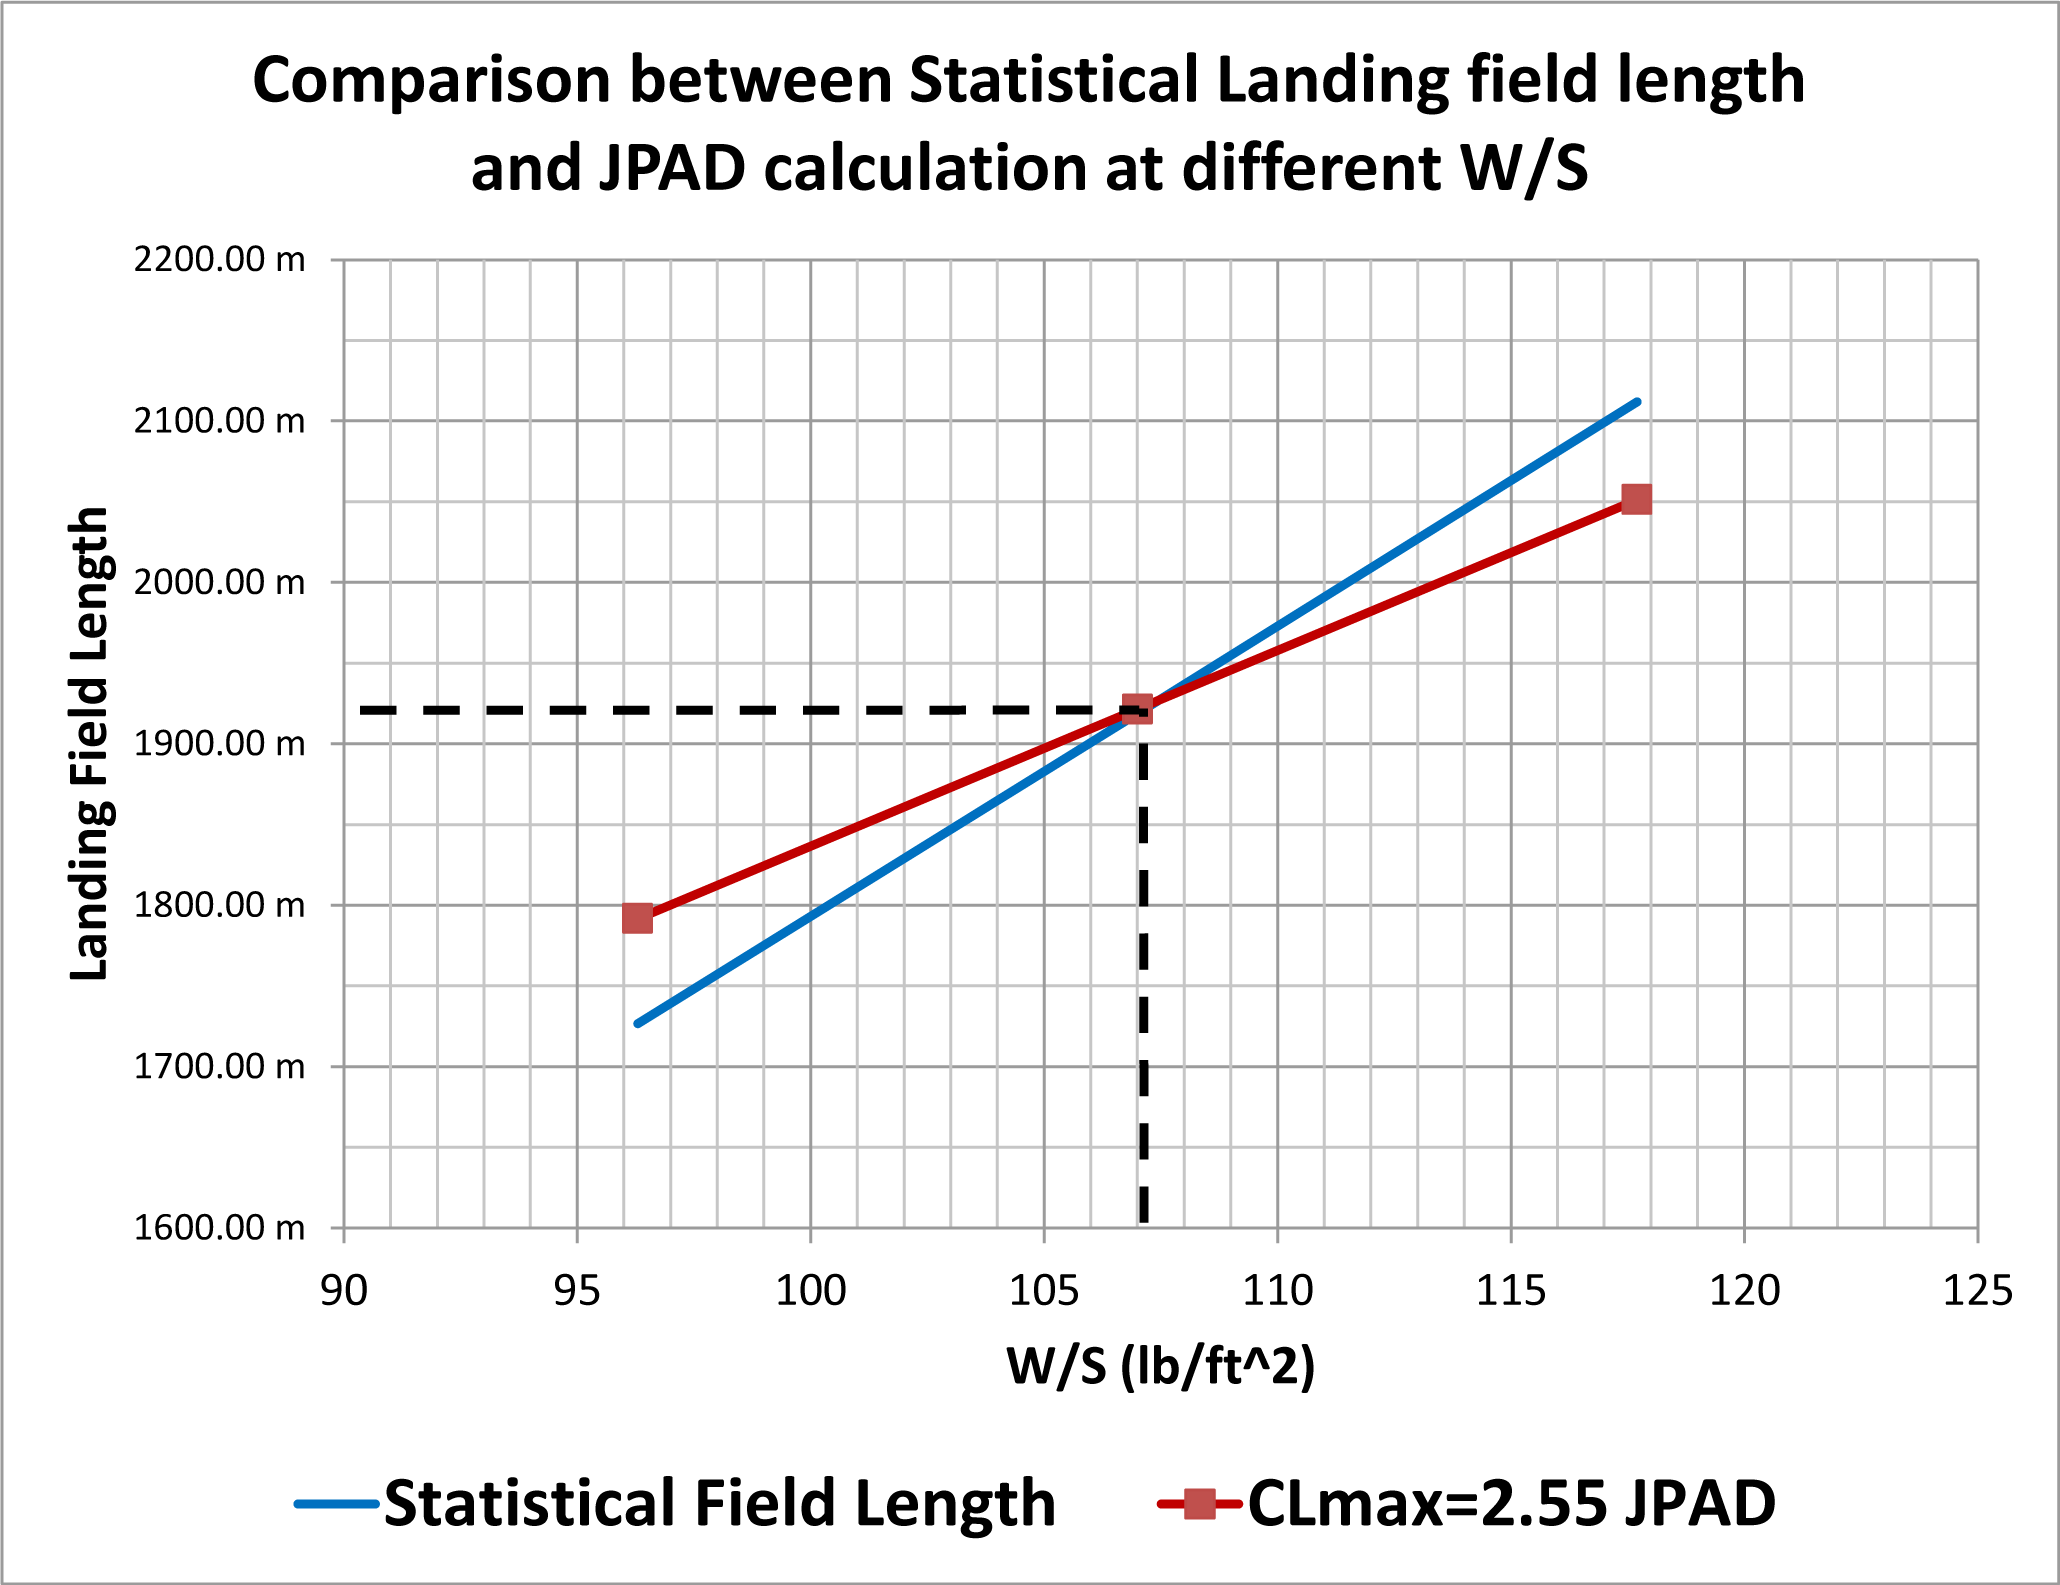 Comparison between Statistical Landing field length
and JPAD calculation at different W/S
2200.00 m
2100.00 m
2000.00 m
1900.00 m
1800.00 m
1700.00 m
1600.00 m
Landing Field Length
90 95 100 105 110 115 120 125
W/S (lb/ft^2)
Statistical Field Length CLmax=2.55 JPAD